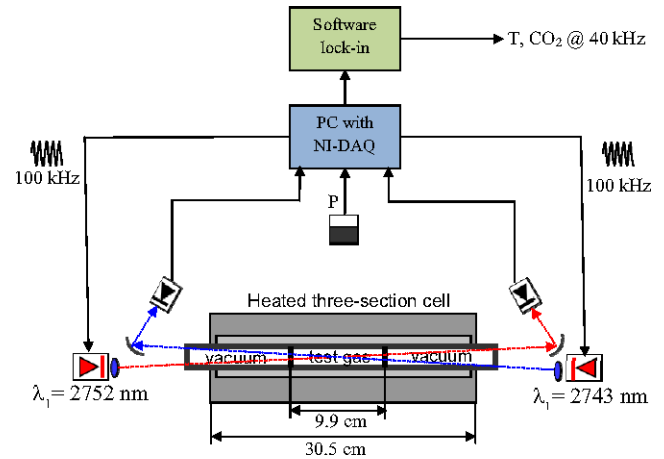 Software
lock-in
T, CO₂ @ 40 kHz
PC with
NI-DAQ
100 kHz
100 kHz
P
Heated three-section cell
vacuum
test gas
vacuum
λ₁= 2752 nm
λ₁= 2743 nm
9.9 cm
30.5 cm